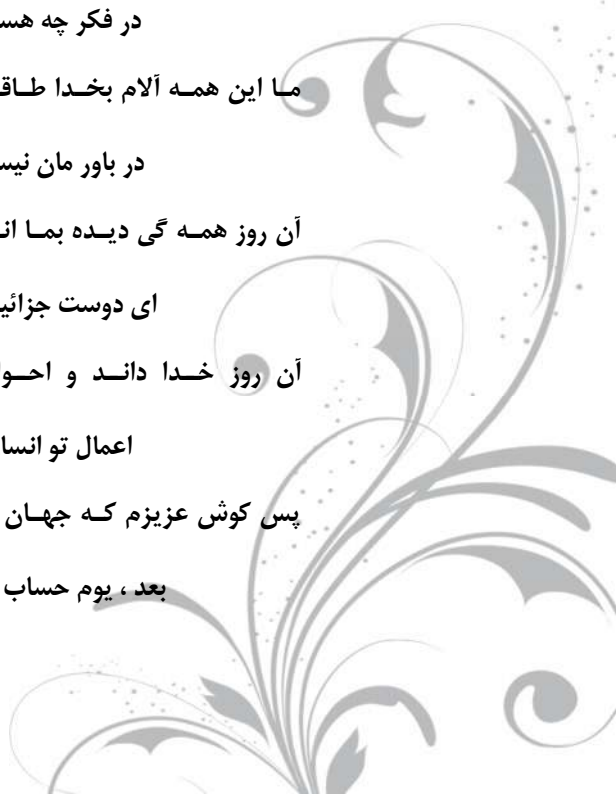 در فکر چه هس
ما این همه آلام بخدا طاق
در باور مان نیس
آن روز همه گی دیده بما ان
ای دوست جزائی
آن روز خدا داند و احو
اعمال تو انسا
پس کوش عزیزم که جهان
بعد ، یوم حساب